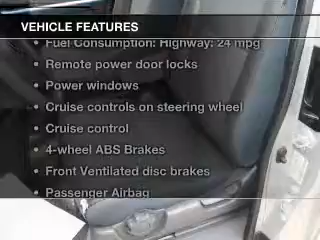 VEHICLE FEATURES
• Fuel Consumption: Highway: 24 mpg
• Remote power door locks
• Power windows
• Cruise controls on steering wheel
• Cruise control
• 4-wheel ABS Brakes
• Front Ventilated disc brakes
• Passenger Airbag